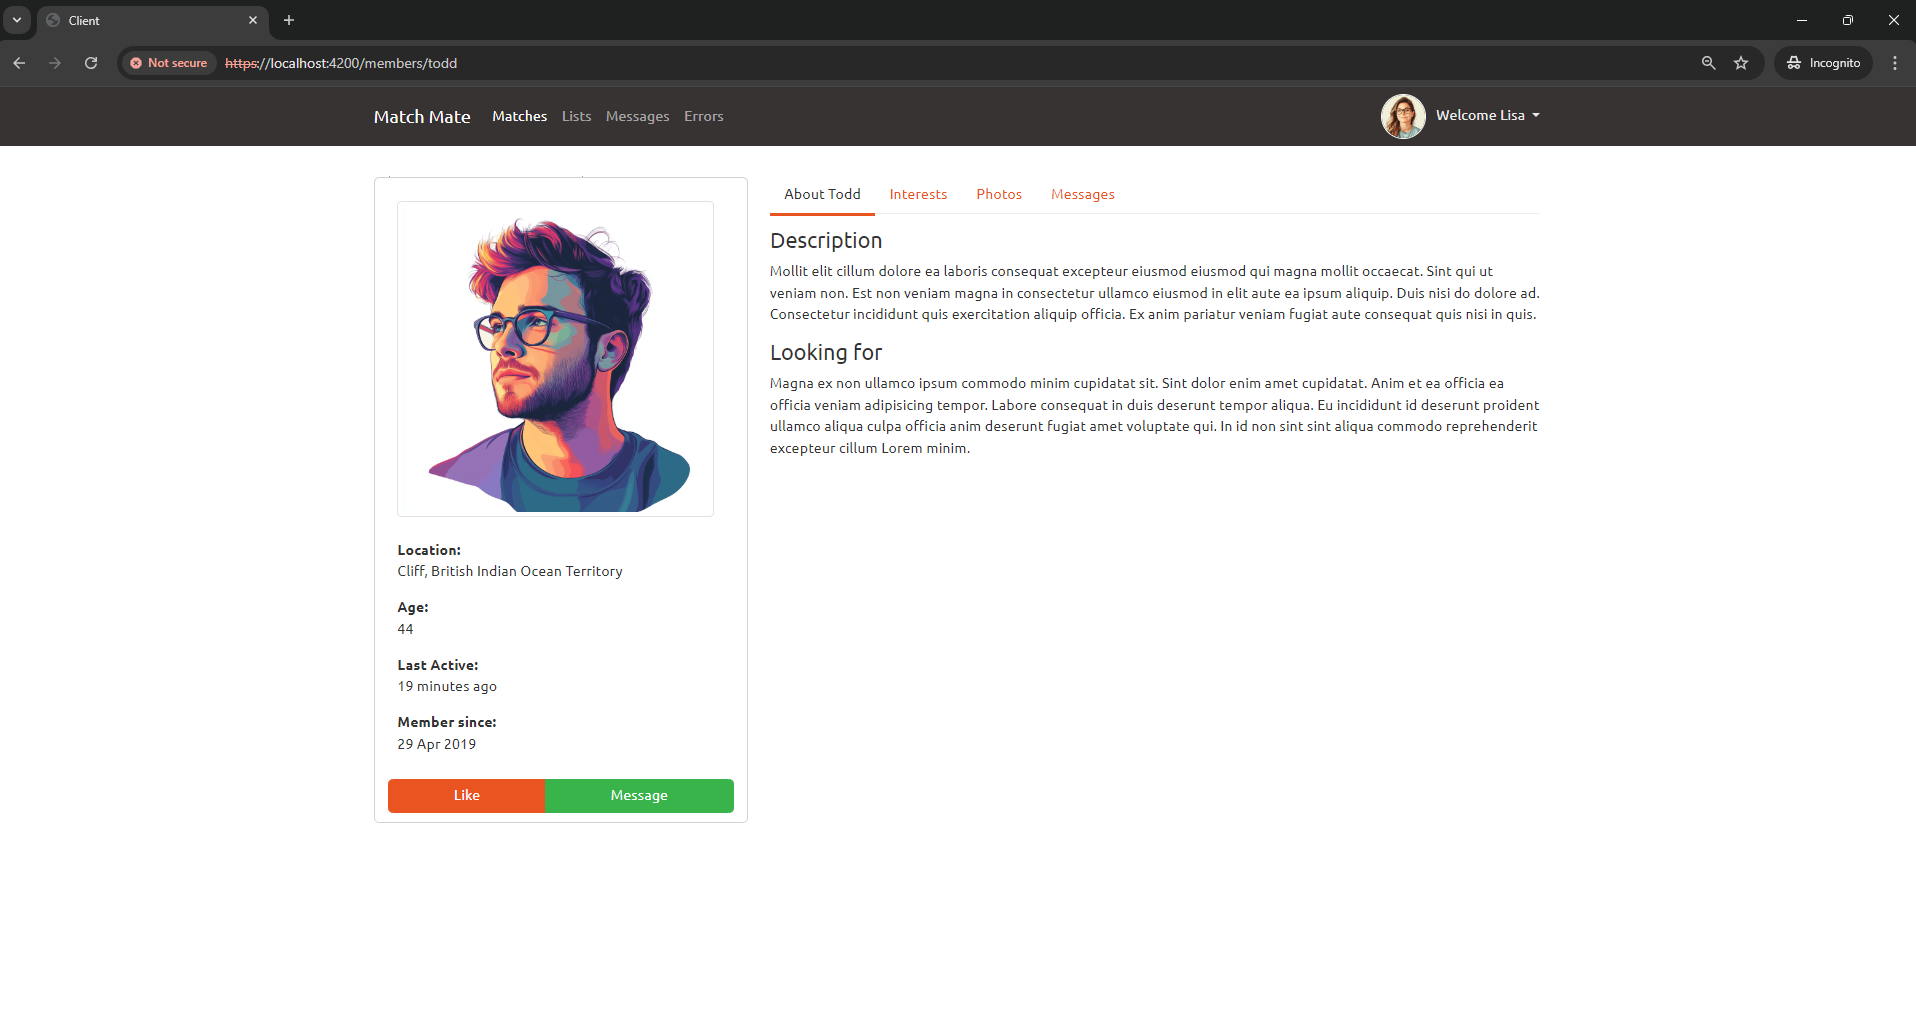 Client
Not secure
https://localhost:4200/members/todd
Incognito
Match Mate
Matches
Lists
Messages
Errors
Welcome Lisa
About Todd
Interests
Photos
Messages
Description
Mollit elit cillum dolore ea laboris consequat excepteur eiusmod eiusmod qui magna mollit occaecat. Sint qui ut
veniam non. Est non veniam magna in consectetur ullamco eiusmod in elit aute ea ipsum aliquip. Duis nisi do dolore ad.
Consectetur incididunt quis exercitation aliquip officia. Ex anim pariatur veniam fugiat aute consequat quis nisi in quis.
Looking for
Magna ex non ullamco ipsum commodo minim cupidatat sit. Sint dolor enim amet cupidatat. Anim et ea officia ea
officia veniam adipisicing tempor. Labore consequat in duis deserunt tempor aliqua. Eu incididunt id deserunt proident
ullamco aliqua culpa officia anim deserunt fugiat amet voluptate qui. In id non sint sint aliqua commodo reprehenderit
excepteur cillum Lorem minim.
Location:
Cliff, British Indian Ocean Territory
Age:
44
Last Active:
19 minutes ago
Member since:
29 Apr 2019
Like
Message